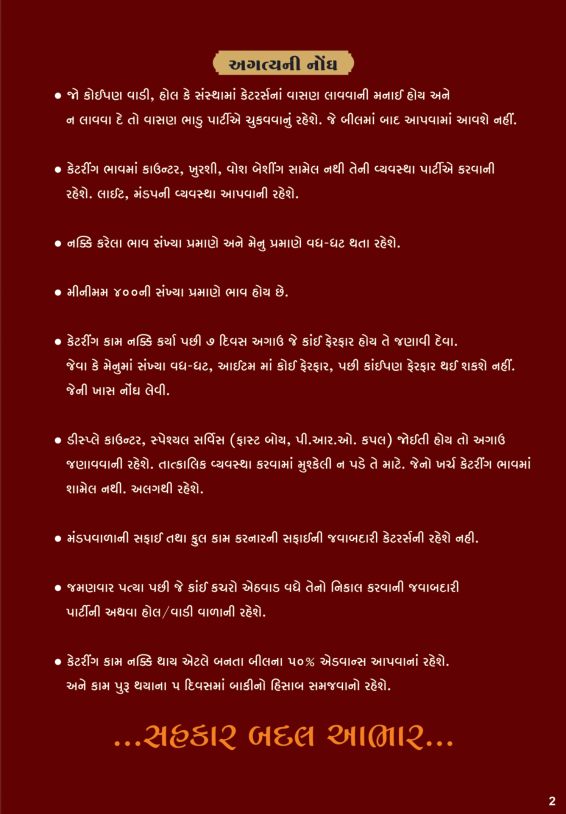 અગત્યની નોંધ
● જો કોઈપણ વાડી, હોલ કે સંસ્થામાં કેટરર્સનાં વાસણ લાવવાની મનાઈ હોય અને
ન લાવવા દે તો વાસણ ભાડુ પાર્ટીએ ચુકવવાનું રહેશે. જે બીલમાં બાદ આપવામાં આવશે નહીં.
● કેટરીંગ ભાવમાં કાઉન્ટર, ખુરશી, વોશ બેશીંગ સામેલ નથી તેની વ્યવસ્થા પાર્ટીએ કરવાની
રહેશે. લાઈટ, મંડપની વ્યવસ્થા આપવાની રહેશે.
● નક્કિ કરેલા ભાવ સંખ્યા પ્રમાણે અને મેનુ પ્રમાણે વધ-ઘટ થતા રહેશે.
● મીનીમમ ૪૦૦ની સંખ્યા પ્રમાણે ભાવ હોય છે.
● કેટરીંગ કામ નક્કિ કર્યા પછી ૭ દિવસ અગાઉ જે કાંઈ ફેરફાર હોય તે જણાવી દેવા.
જેવા કે મેનુમાં સંખ્યા વધ-ઘટ, આઈટમ માં કોઈ ફેરફાર, પછી કાંઈપણ ફેરફાર થઈ શકશે નહીં.
જેની ખાસ નોંધ લેવી.
● ડીસ્પ્લે કાઉન્ટર, સ્પેશ્યલ સર્વિસ (ફાસ્ટ બોય, પી.આર.ઓ. કપલ) જોઈતી હોય તો અગાઉ
જણાવવાની રહેશે. તાત્કાલિક વ્યવસ્થા કરવામાં મુશ્કેલી ન પડે તે માટે. જેનો ખર્ચ કેટરીંગ ભાવમાં
શામેલ નથી. અલગથી રહેશે.
● મંડપવાળાની સફાઈ તથા કુલ કામ કરનારની સફાઈની જવાબદારી કેટરર્સની રહેશે નહી.
● જમણવાર પત્યા પછી જે કાંઈ કચરો એઠવાડ વધે તેનો નિકાલ કરવાની જવાબદારી
પાર્ટીની અથવા હોલ/વાડી વાળાની રહેશે.
● કેટરીંગ કામ નક્કિ થાય એટલે બનતા બીલના ૫૦% એડવાન્સ આપવાનાં રહેશે.
અને કામ પુરૂ થયાના ૫ દિવસમાં બાકીનો હિસાબ સમજવાનો રહેશે.
...સહકાર બદલ આભાર...
2